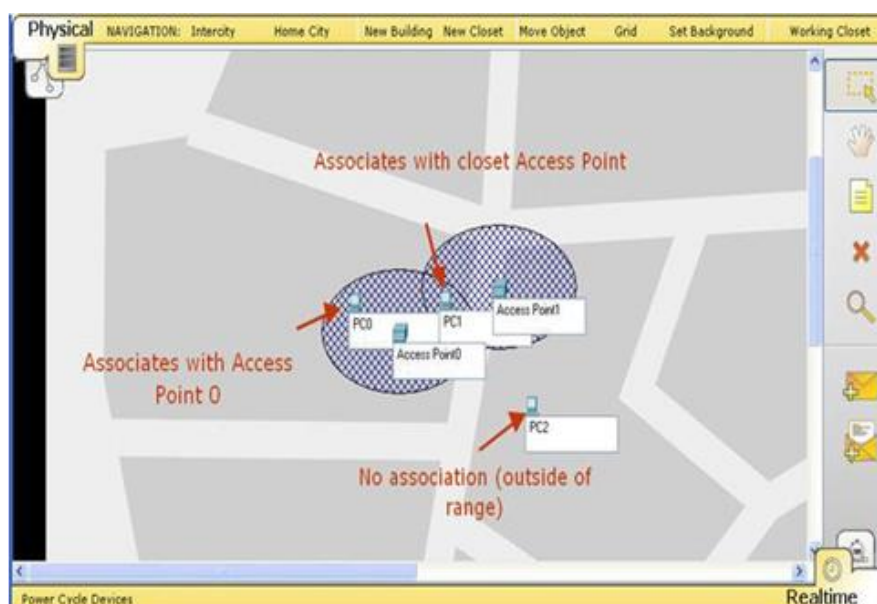 Physical NAVIGATION: Intercity Home City New Building New Closet Move Object Grid Set Background Working Closet
Associates with closet Access Point
Access Point1
PC0
PC1
Access Point0
Associates with Access
Point 0
PC2
No association (outside of
range)
Power Cycle Devices
Realtime